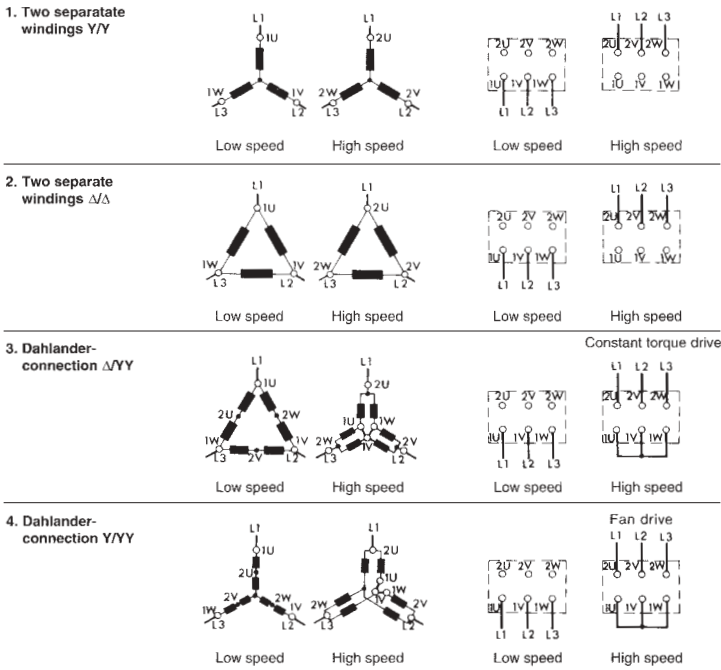 1. Two separatate
windings Y/Y
L1
1U
1W
1V
L3
L2
Low speed
L1
2U
2W
2V
L3
L2
High speed
2U 2V 2W
1U 1V 1W
L1 L2 L3
Low speed
L1 L2 L3
2U 2V 2W
1U 1V 1W
High speed
2. Two separate
windings Δ/Δ
L1
1U
1W
1V
L3
L2
Low speed
L1
2U
2W
2V
L3
L2
High speed
2U 2V 2W
1U 1V 1W
L1 L2 L3
Low speed
L1 L2 L3
2U 2V 2W
1U 1V 1W
High speed
3. Dahlander-
connection Δ/YY
L1
1U
2U 2W
1W 1V
L3 2V L2
Low speed
L1
2U
1U 1W
2W 1V 2V
L3 L2
High speed
2U 2V 2W
1U 1V 1W
L1 L2 L3
Low speed
Constant torque drive
L1 L2 L3
2U 2V 2W
1U 1V 1W
High speed
4. Dahlander-
connection Y/YY
L1
1U
2U
2V 2W
1W 1V
L3 L2
Low speed
L1
2U
1U
2W 1V 1W 2V
L3 L2
High speed
2U 2V 2W
1U 1V 1W
L1 L2 L3
Low speed
Fan drive
L1 L2 L3
2U 2V 2W
1U 1V 1W
High speed